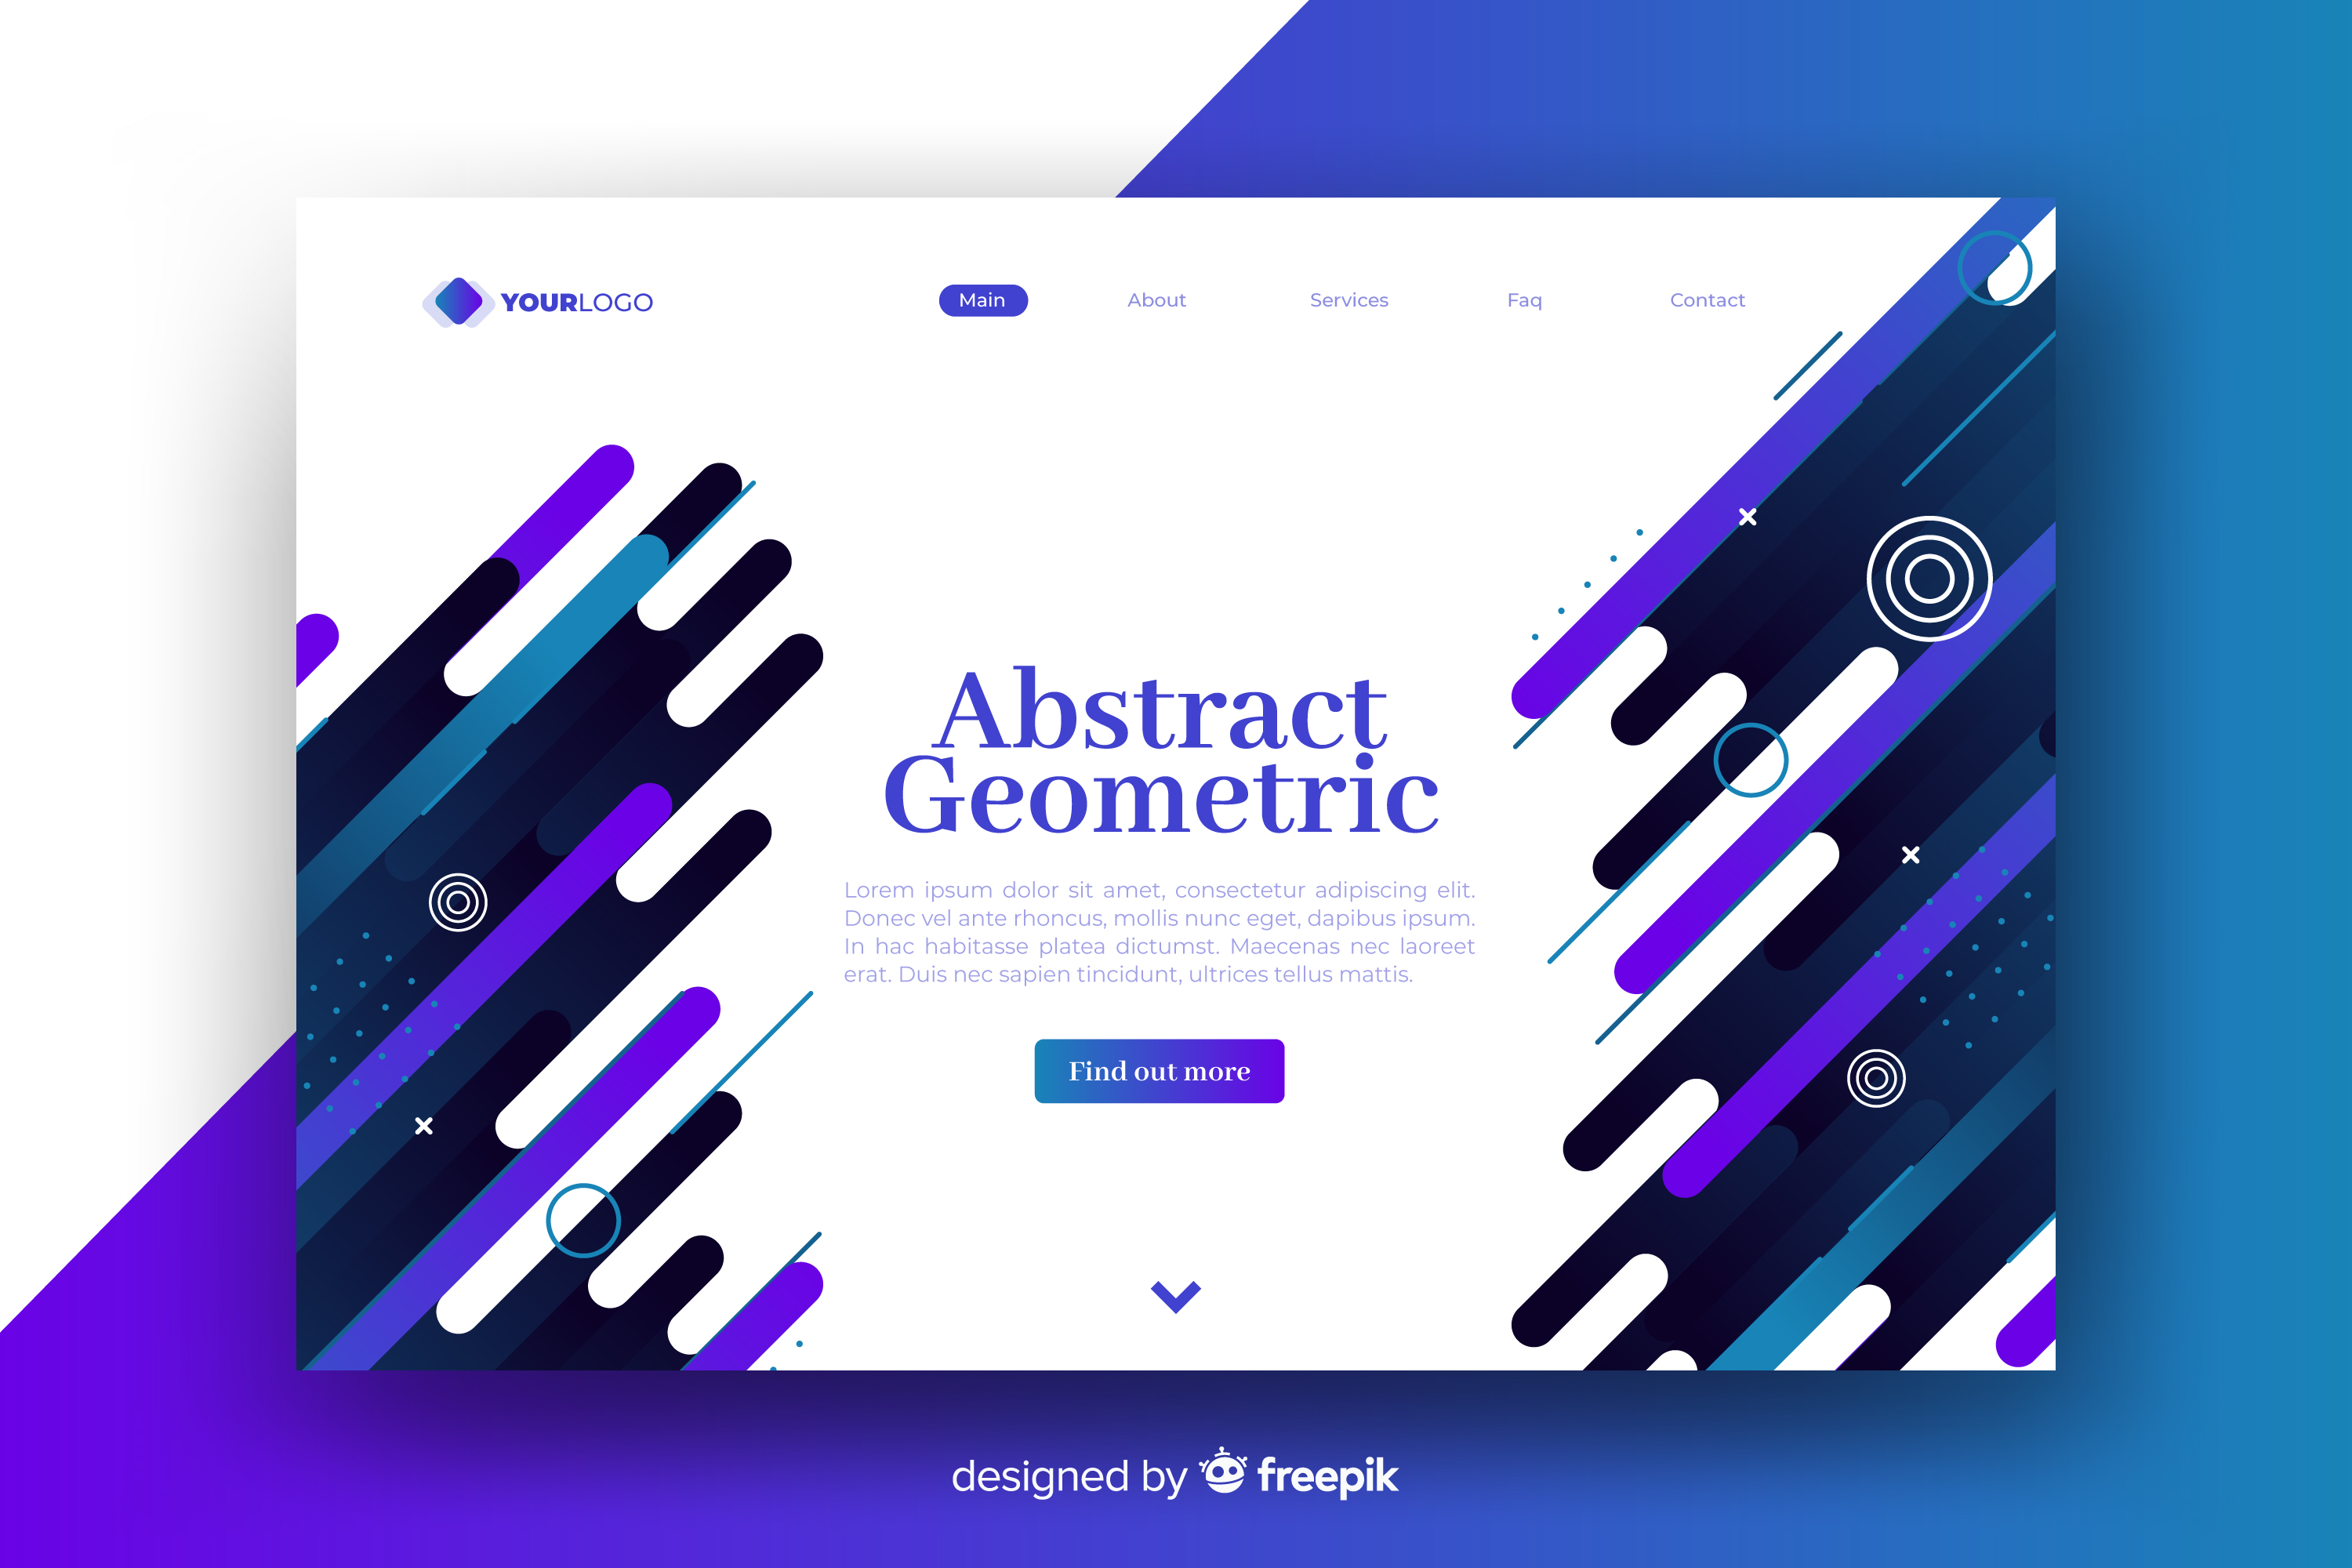 YOURLOGO
Main About Services Faq Contact
Abstract
Geometric
Lorem ipsum dolor sit amet, consectetur adipiscing elit.
Donec vel ante rhoncus, mollis nunc eget, dapibus ipsum.
In hac habitasse platea dictumst. Maecenas nec laoreet
erat. Duis nec sapien tincidunt, ultrices tellus mattis.
Find out more
designed by freepik